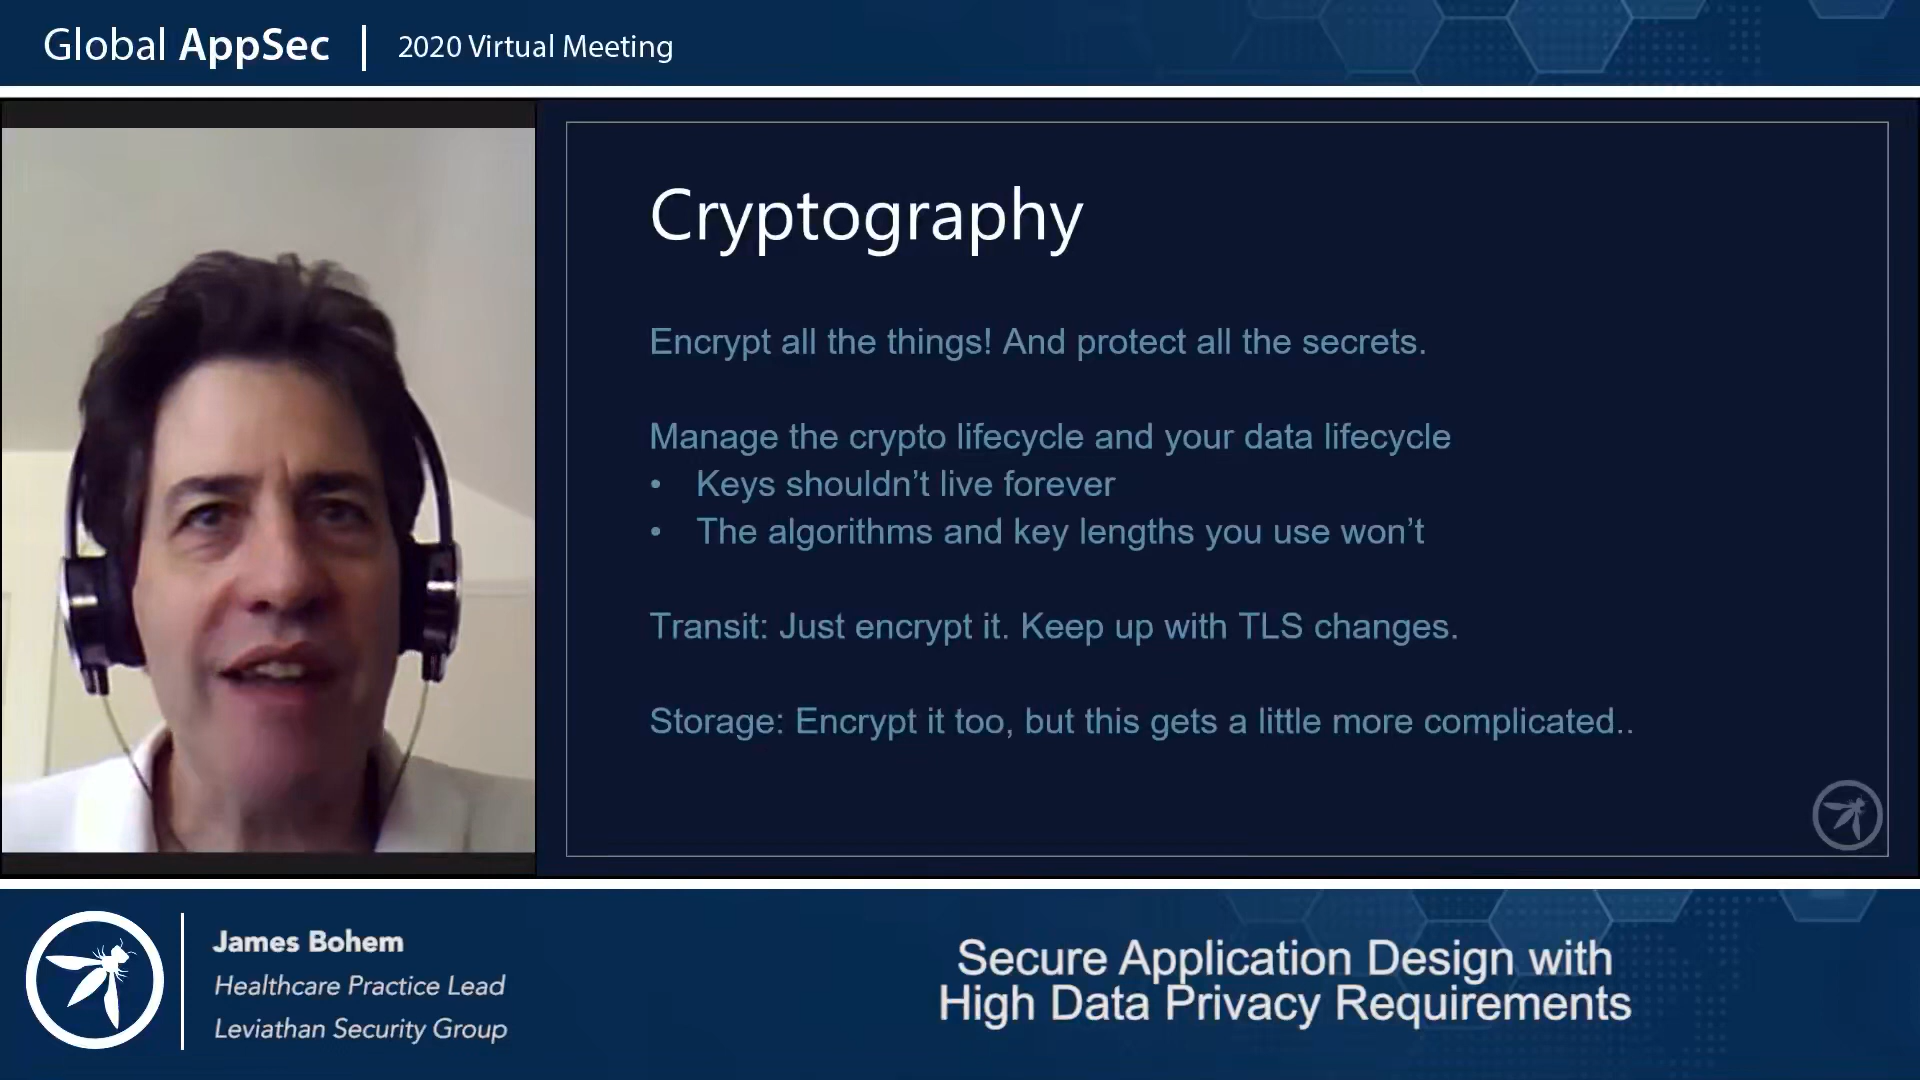 Global AppSec | 2020 Virtual Meeting
Cryptography
Encrypt all the things! And protect all the secrets.
Manage the crypto lifecycle and your data lifecycle
• Keys shouldn’t live forever
• The algorithms and key lengths you use won’t
Transit: Just encrypt it. Keep up with TLS changes.
Storage: Encrypt it too, but this gets a little more complicated..
James Bohem
Healthcare Practice Lead
Leviathan Security Group
Secure Application Design with
High Data Privacy Requirements